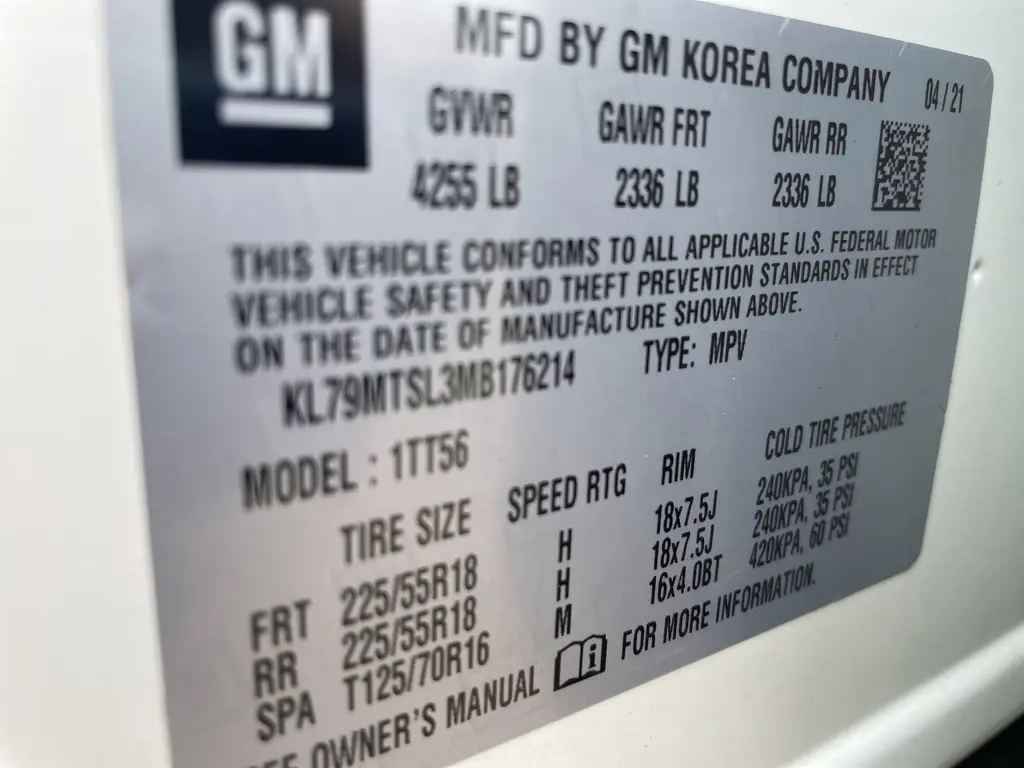 GM
MFD BY GM KOREA COMPANY 04/21
GVWR GAWR FRT GAWR RR
4255 LB 2336 LB 2336 LB
THIS VEHICLE CONFORMS TO ALL APPLICABLE U.S. FEDERAL MOTOR
VEHICLE SAFETY AND THEFT PREVENTION STANDARDS IN EFFECT
ON THE DATE OF MANUFACTURE SHOWN ABOVE.
KL79MTSL3MB176214 TYPE: MPV
MODEL : 1TT56
TIRE SIZE SPEED RTG RIM COLD TIRE PRESSURE
FRT 225/55R18 H 18x7.5J 240KPA, 35 PSI
RR 225/55R18 H 18x7.5J 240KPA, 35 PSI
SPA T125/70R16 M 16x4.0BT 420KPA, 60 PSI
SEE OWNER'S MANUAL FOR MORE INFORMATION.